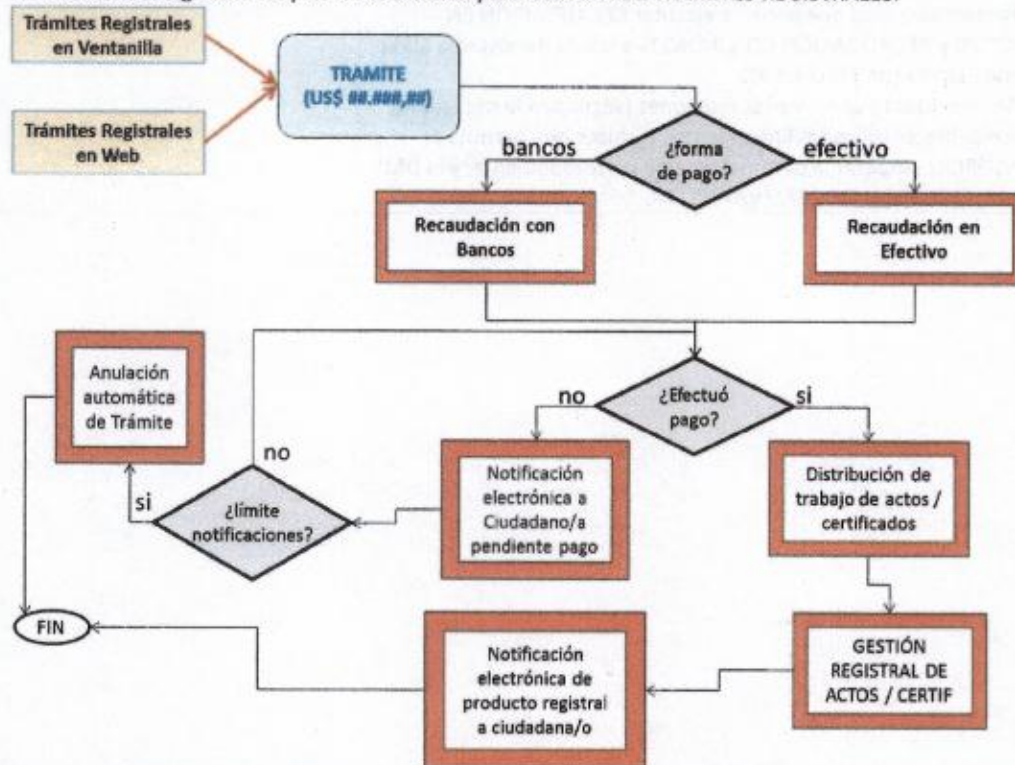 Trámites Registrales
en Ventanilla
TRAMITE
(US$ ##.###,##)
Trámites Registrales
en Web
bancos
¿forma
de pago?
efectivo
Recaudación con
Bancos
Recaudación en
Efectivo
Anulación
automática
de Trámite
no
¿Efectuó
pago?
si
no
Notificación
electrónica a
Ciudadano/a
pendiente pago
Distribución de
trabajo de actos /
certificados
si
¿límite
notificaciones?
FIN
Notificación
electrónica de
producto registral
a ciudadana/o
GESTIÓN
REGISTRAL DE
ACTOS / CERTIF